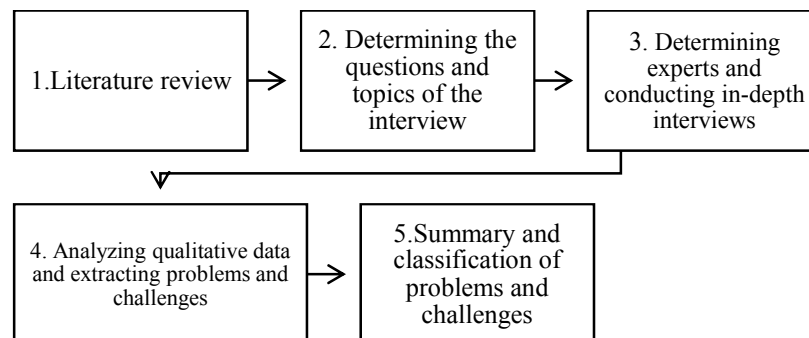 1.Literature review
2. Determining the
questions and
topics of the
interview
3. Determining
experts and
conducting in-depth
interviews
4. Analyzing qualitative data
and extracting problems and
challenges
5.Summary and
classification of
problems and
challenges